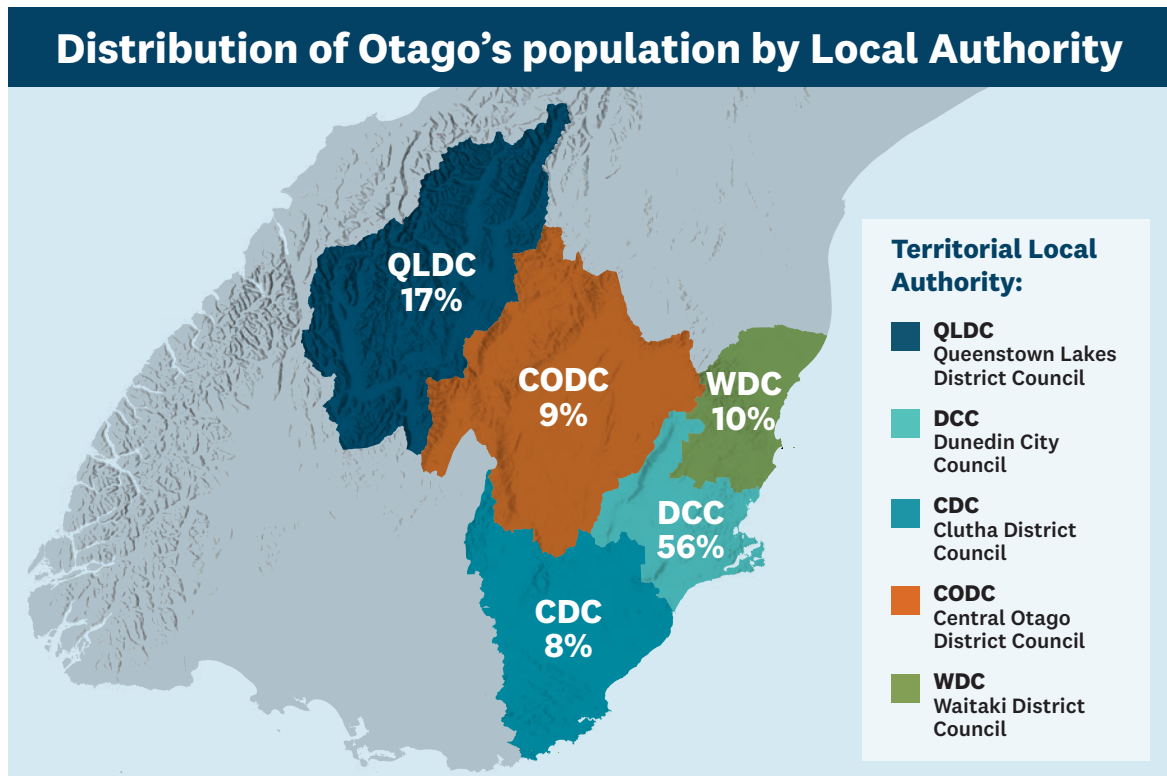 Distribution of Otago’s population by Local Authority
QLDC
17%
CODC
9%
WDC
10%
DCC
56%
CDC
8%
Territorial Local
Authority:
QLDC
Queenstown Lakes
District Council
DCC
Dunedin City
Council
CDC
Clutha District
Council
CODC
Central Otago
District Council
WDC
Waitaki District
Council